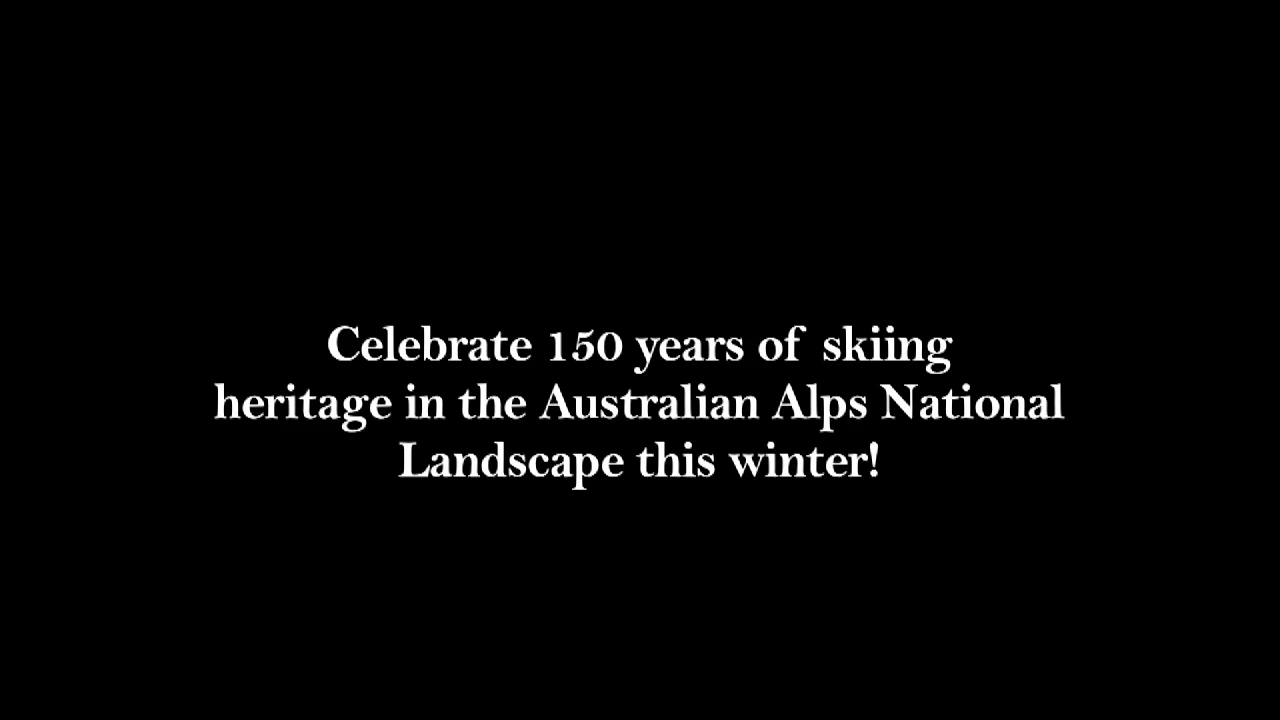 Celebrate 150 years of skiing
heritage in the Australian Alps National
Landscape this winter!